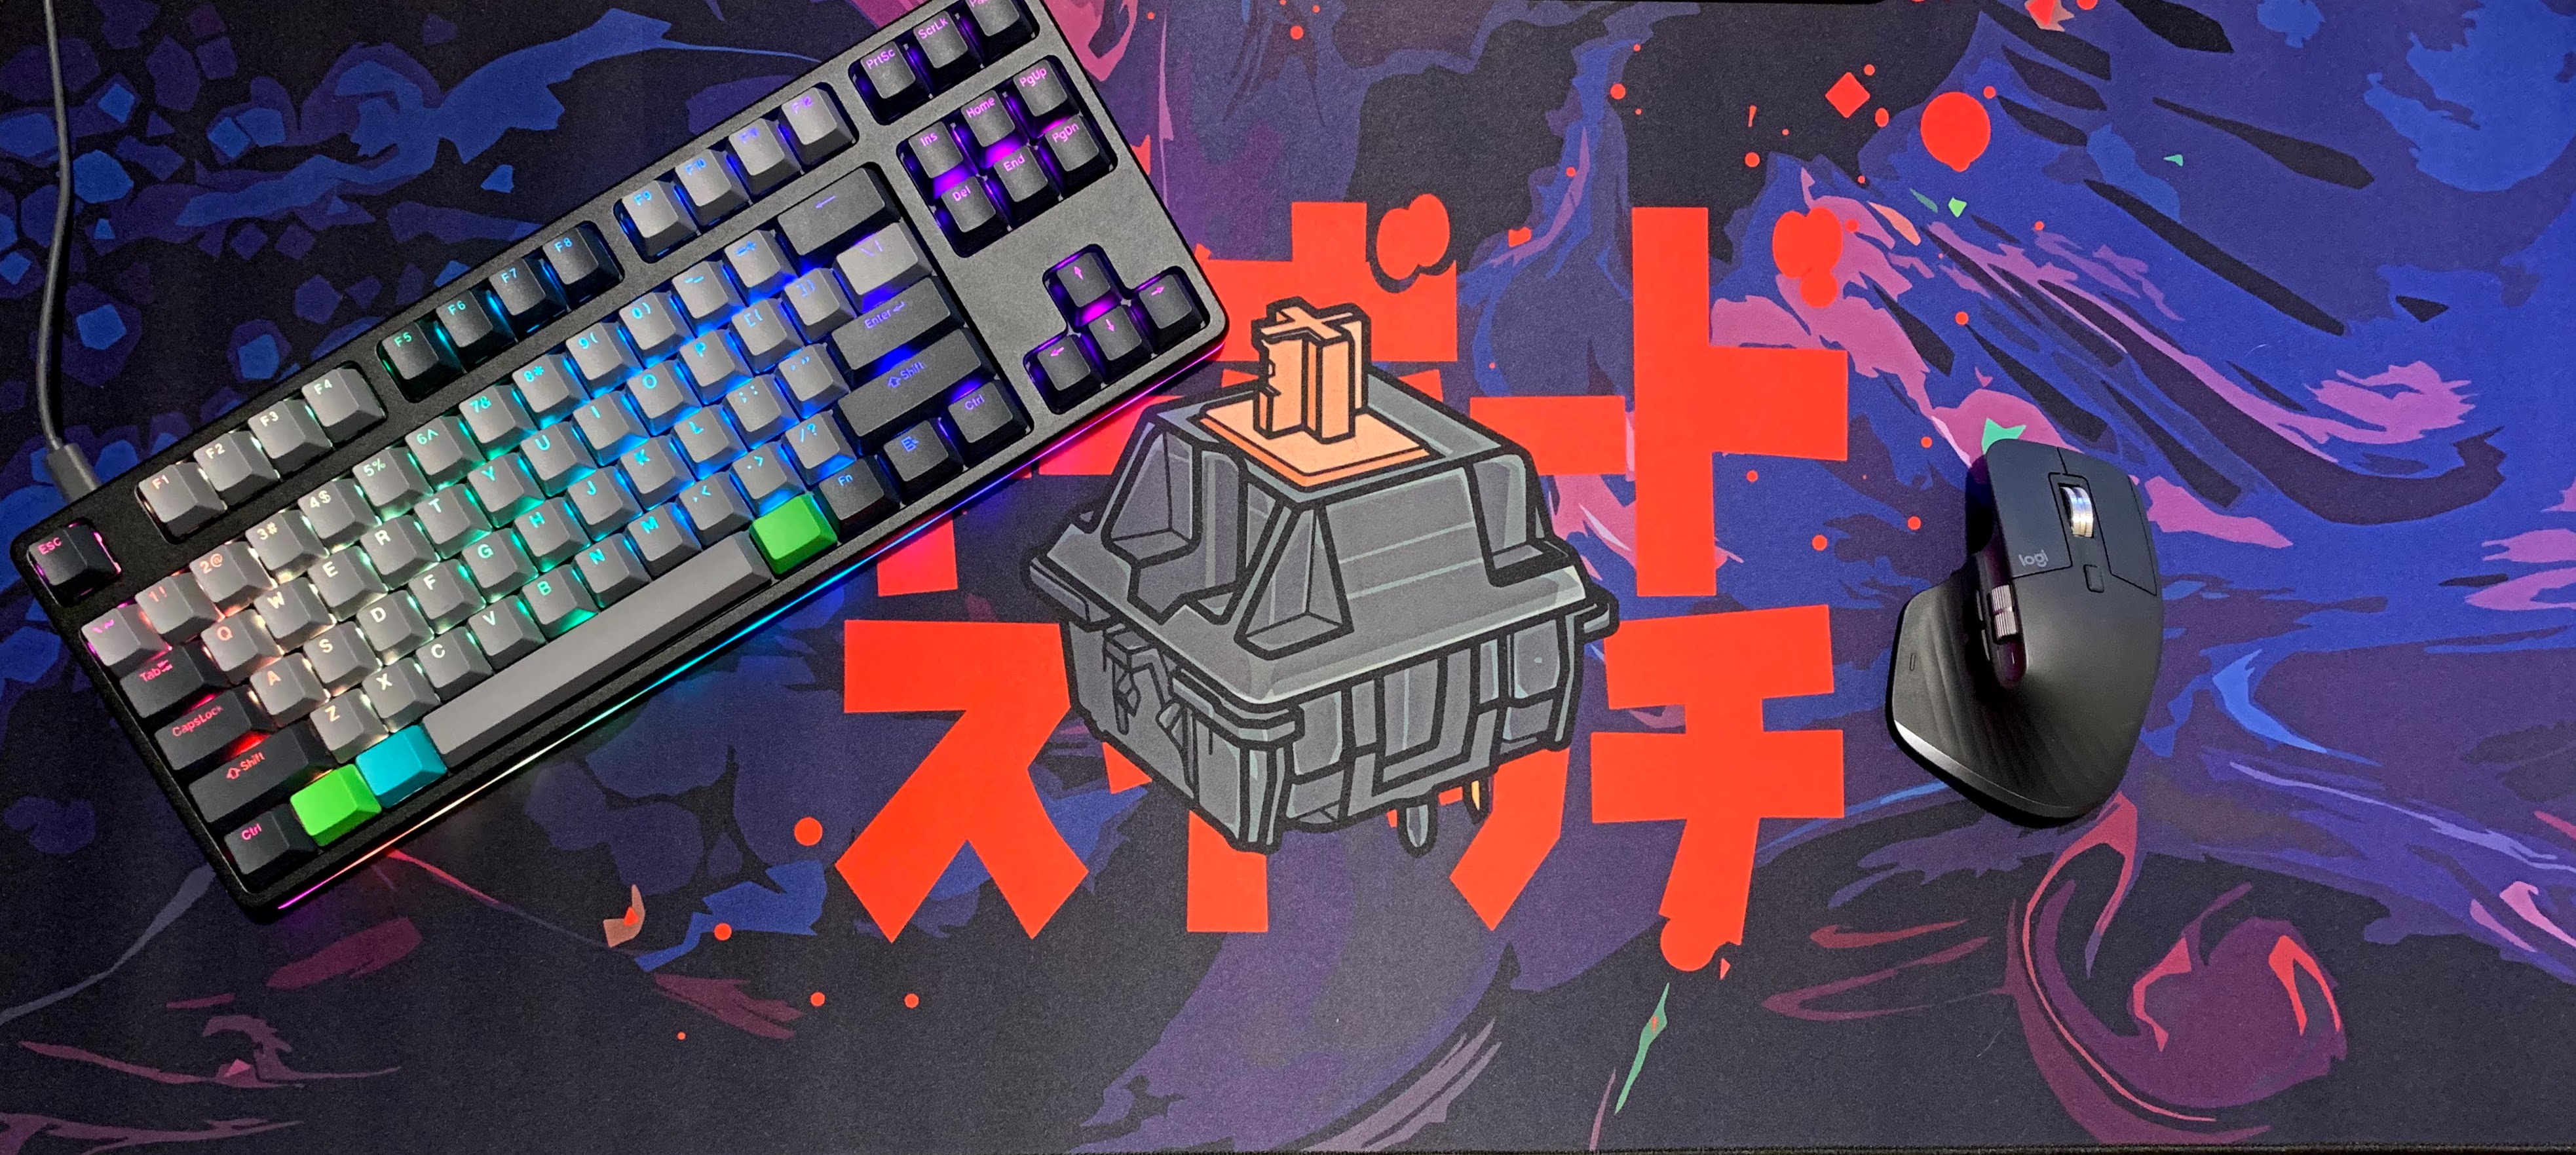 Esc F1 F2 F3 F4 F5 F6 F7 F8 F9 F10 F11 F12 PrtSc ScrLk
`~ 1! 2@ 3# 4$ 5% 6^ 7& 8* 9( 0) -_ =+ ← Ins Home PgUp
Tab Q W E R T Y U I O P [{ ]} \| Del End PgDn
CapsLock A S D F G H J K L ;: '" Enter
Shift Z X C V B N M ,< .> /? Shift ↑
Ctrl Fn Ctrl ← ↓ →
ボード
スイッチ
logi